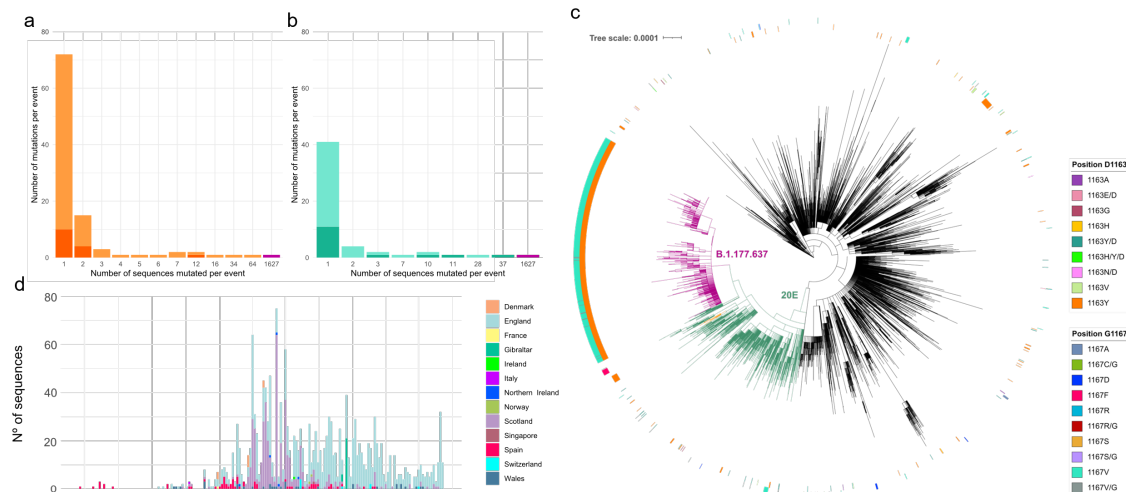 a
80
60
40
20
0
Number of mutations per event
1 2 3 4 5 6 7 12 16 34 64 1627
Number of sequences mutated per event
b
80
60
40
20
0
Number of mutations per event
1 2 3 7 10 11 28 37 1627
Number of sequences mutated per event
c
Tree scale: 0.0001
B.1.177.637
20E
Position D1163
1163A
1163E/D
1163G
1163H
1163Y/D
1163H/Y/D
1163N/D
1163V
1163Y
Position G1167
1167A
1167C/G
1167D
1167F
1167R
1167R/G
1167S
1167S/G
1167V
1167V/G
d
80
60
40
20
0
Nº of sequences
Denmark
England
France
Gibraltar
Ireland
Italy
Northern Ireland
Norway
Scotland
Singapore
Spain
Switzerland
Wales